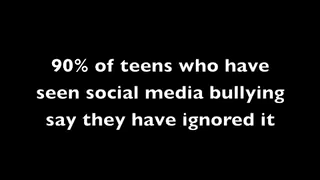 90% of teens who have
seen social media bullying
say they have ignored it